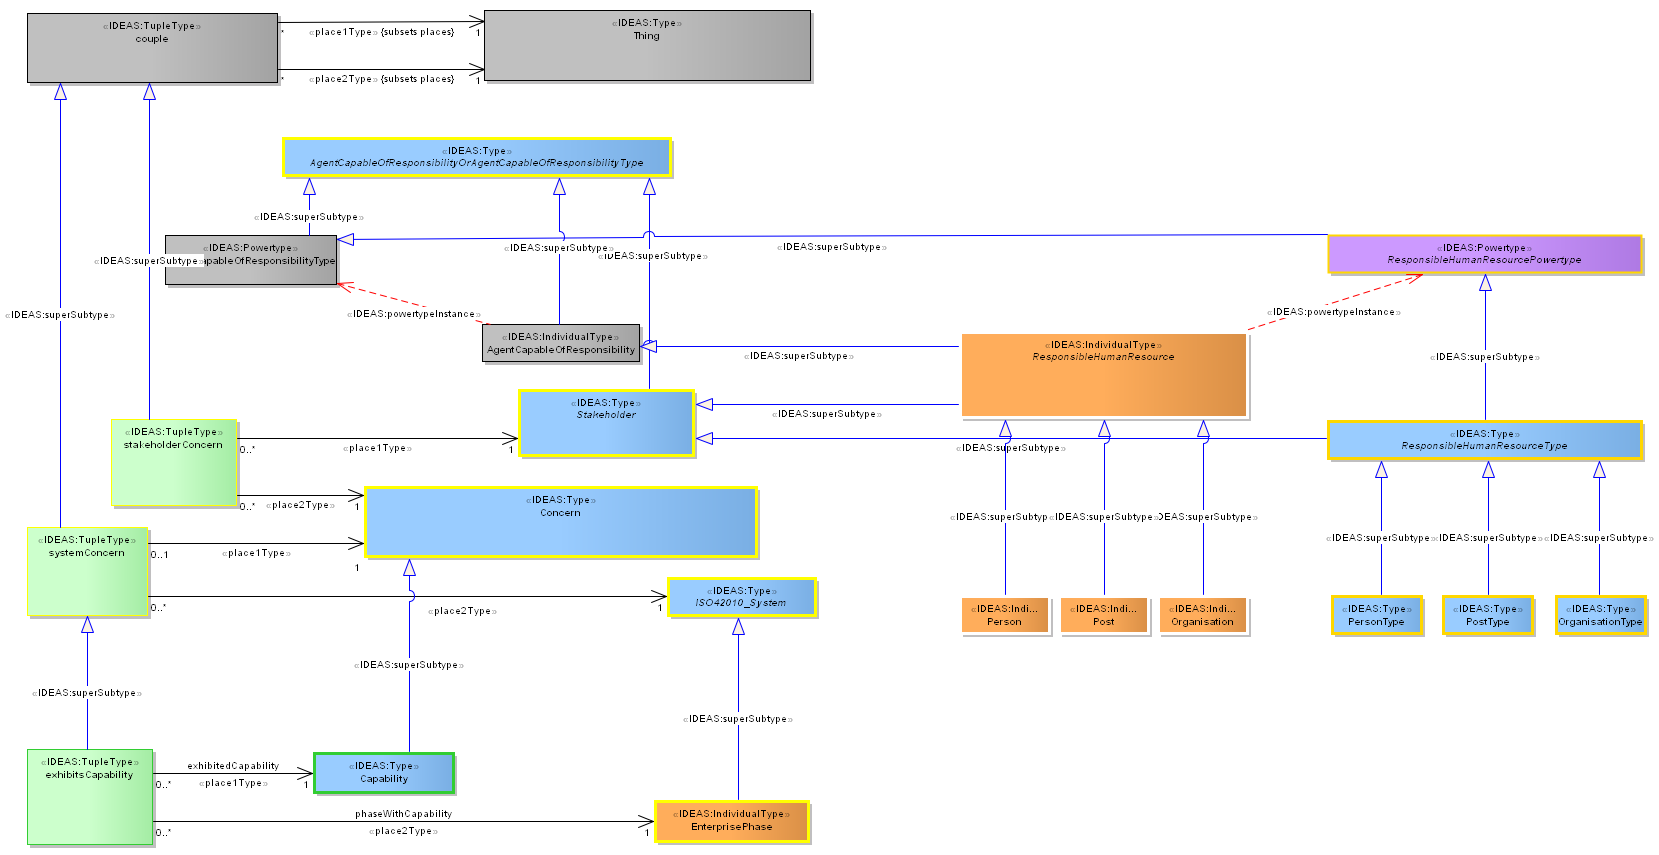 «IDEAS:TupleType»
couple
* «place1Type» {subsets places} 1
* «place2Type» {subsets places} 1
«IDEAS:Type»
Thing
«IDEAS:Type»
AgentCapableOfResponsibilityOrAgentCapableOfResponsibilityType
«IDEAS:superSubtype»
«IDEAS:Powertype»
pableOfResponsibilityType
«IDEAS:superSubtype»
«IDEAS:superSubtype»
IDEAS:superSubtype»
«IDEAS:superSubtype»
«IDEAS:Powertype»
ResponsibleHumanResourcePowertype
«IDEAS:superSubtype»
«IDEAS:powertypeInstance»
«IDEAS:powertypeInstance»
«IDEAS:IndividualType»
AgentCapableOfResponsibility
«IDEAS:superSubtype»
«IDEAS:IndividualType»
ResponsibleHumanResource
«IDEAS:superSubtype»
«IDEAS:Type»
Stakeholder
«IDEAS:superSubtype»
«IDEAS:TupleType»
stakeholderConcern
0..* «place1Type» 1
«IDEAS:superSubtype»
«IDEAS:Type»
ResponsibleHumanResourceType
0..* «place2Type» 1
«IDEAS:Type»
Concern
«IDEAS:superSubtype»
«IDEAS:superSubtype»
IDEAS:superSubtype»
«IDEAS:superSubtype»
«IDEAS:superSubtype»
«IDEAS:superSubtype»
«IDEAS:TupleType»
systemConcern
0..1 «place1Type» 1
0..* «place2Type» 1
«IDEAS:Type»
ISO42010_System
«IDEAS:Indi...
Person
«IDEAS:Indi...
Post
«IDEAS:Indi...
Organisation
«IDEAS:Type»
PersonType
«IDEAS:Type»
PostType
«IDEAS:Type»
OrganisationType
«IDEAS:superSubtype»
«IDEAS:superSubtype»
«IDEAS:superSubtype»
«IDEAS:TupleType»
exhibitsCapability
exhibitedCapability
0..* «place1Type» 1
«IDEAS:Type»
Capability
phaseWithCapability
0..* «place2Type» 1
«IDEAS:IndividualType»
EnterprisePhase